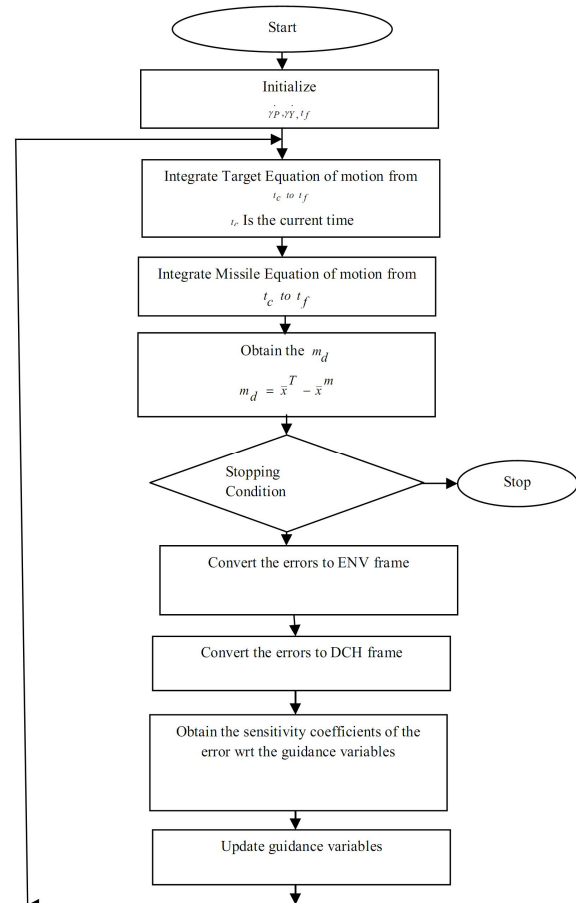 Start
Initialize
γ̇P, γ̇Y, tf
Integrate Target Equation of motion from
tc to tf
tc Is the current time
Integrate Missile Equation of motion from
tc to tf
Obtain the md
md = x̄T − x̄m
Stopping
Condition
Stop
Convert the errors to ENV frame
Convert the errors to DCH frame
Obtain the sensitivity coefficients of the
error wrt the guidance variables
Update guidance variables